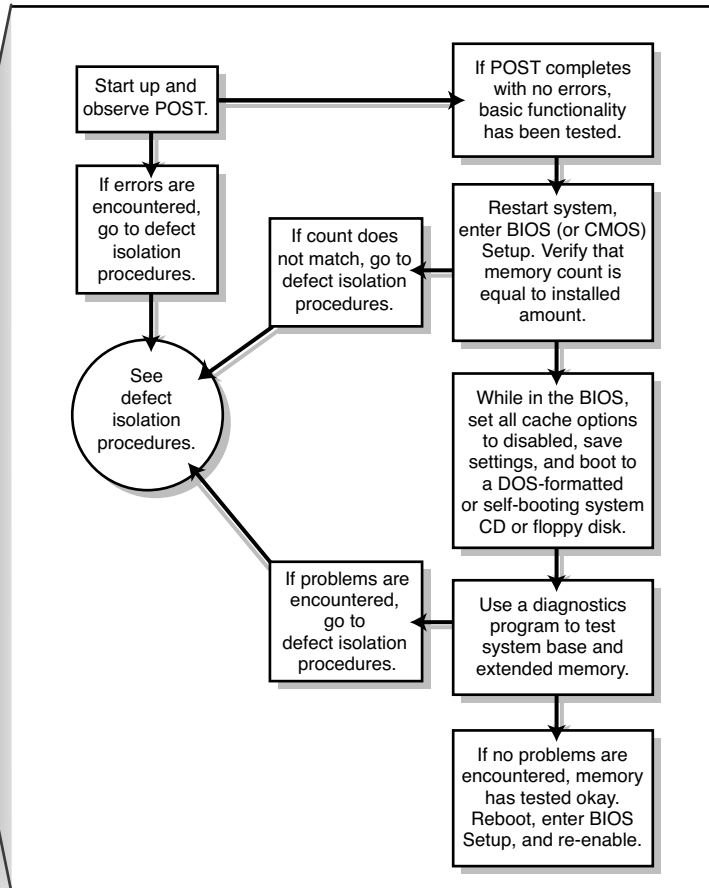 Start up and
observe POST.
If POST completes
with no errors,
basic functionality
has been tested.
If errors are
encountered,
go to defect
isolation
procedures.
If count does
not match, go to
defect isolation
procedures.
Restart system,
enter BIOS (or CMOS)
Setup. Verify that
memory count is
equal to installed
amount.
See
defect
isolation
procedures.
While in the BIOS,
set all cache options
to disabled, save
settings, and boot to
a DOS-formatted
or self-booting system
CD or floppy disk.
If problems are
encountered,
go to
defect isolation
procedures.
Use a diagnostics
program to test
system base and
extended memory.
If no problems are
encountered, memory
has tested okay.
Reboot, enter BIOS
Setup, and re-enable.